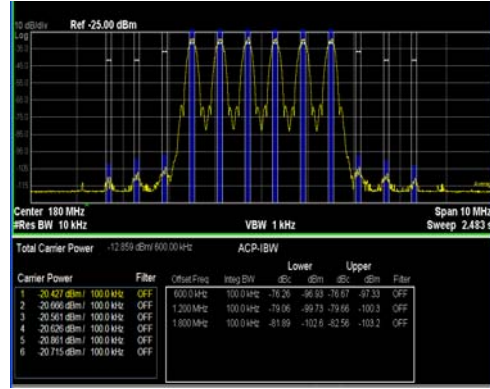 10 dB/div Ref -25.00 dBm
Log
Center 180 MHz Span 10 MHz
#Res BW 10 kHz VBW 1 kHz Sweep 2.483 s
Total Carrier Power -12.859 dBm/ 600.00 kHz ACP-IBW
Lower Upper
Carrier Power Filter Offset Freq Integ BW dBc dBm dBc dBm Filter
1 -20.427 dBm / 100.0 kHz OFF 600.0 kHz 100.0 kHz -76.26 -96.93 -76.67 -97.33 OFF
2 -20.666 dBm / 100.0 kHz OFF 1.200 MHz 100.0 kHz -79.06 -99.73 -79.66 -100.3 OFF
3 -20.561 dBm / 100.0 kHz OFF 1.800 MHz 100.0 kHz -81.89 -102.6 -82.56 -103.2 OFF
4 -20.626 dBm / 100.0 kHz OFF
5 -20.861 dBm / 100.0 kHz OFF
6 -20.715 dBm / 100.0 kHz OFF